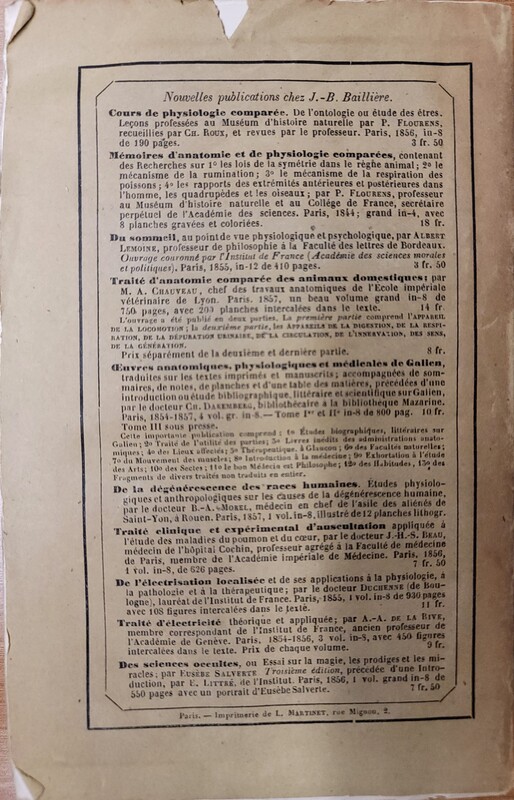 Nouvelles publications chez J.-B. Baillière.
Cours de physiologie comparée. De l'ontologie ou étude des êtres.
Leçons professées au Muséum d'histoire naturelle par P. FLOURENS,
recueillies par CH. ROUX, et revues par le professeur. Paris, 1856, in-8
de 190 pages. 3 fr. 50
Mémoires d'anatomie et de physiologie comparées, contenant
des Recherches sur 1° les lois de la symétrie dans le règne animal; 2° le
mécanisme de la rumination; 3° le mécanisme de la respiration des
poissons; 4° les rapports des extrémités antérieures et postérieures dans
l'homme, les quadrupèdes et les oiseaux; par P. FLOURENS, professeur
au Muséum d'histoire naturelle et au Collége de France, secrétaire
perpétuel de l'Académie des sciences. Paris, 1844; grand in-4, avec
8 planches gravées et coloriées. 18 fr.
Du sommeil, au point de vue physiologique et psychologique, par ALBERT
LEMOINE, professeur de philosophie à la Faculté des lettres de Bordeaux.
Ouvrage couronné par l'Institut de France (Académie des sciences morales
et politiques). Paris, 1855, in-12 de 410 pages. 3 fr. 50
Traité d'anatomie comparée des animaux domestiques; par
M. A. CHAUVEAU, chef des travaux anatomiques de l'Ecole impériale
vétérinaire de Lyon. Paris. 1857, un beau volume grand in-8 de
750 pages, avec 203 planches intercalées dans le texte. 14 fr
L'ouvrage a été publié en deux parties. La première partie comprend l'APPAREIL
DE LA LOCOMOTION; la deuxième partie, les APPAREILS DE LA DIGESTION, DE LA RESPI-
RATION, DE LA DÉPURATION URINAIRE, DE LA CIRCULATION, DE L'INNERVATION, DES SENS,
DE LA GÉNÉRATION.
Prix séparément de la deuxième et dernière partie. 8 fr.
Œuvres anatomiques, physiologiques et médicales de Galien,
traduites sur les textes imprimés et manuscrits; accompagnées de som-
maires, de notes, de planches et d'une table des matières, précédées d'une
introduction ou étude bibliographique, littéraire et scientifique sur Galien,
par le docteur CH. DAREMBERG, bibliothécaire à la bibliothèque Mazarine.
Paris, 1854-1857, 4 vol. gr. in-8. — Tome Ier et II in-8 de 800 pag. 10 fr.
Tome III sous presse.
Cette importante publication comprend: 1° Études biographiques, littéraires sur
Galien; 2° Traité de l'utilité des parties; 3° Livres inédits des administrations anato-
miques; 4° des Lieux affectés; 5° Thérapeutique, à Glaucon; 6° des Facultés naturelles;
7° du Mouvement des muscles; 8° Introduction à la médecine; 9° Exhortation à l'étude
des Arts; 10° des Sectes; 11° le bon Médecin est Philosophe; 12° des Habitudes, 13° des
Fragments de divers traités non traduits en entier.
De la dégénérescence des races humaines. Études physiolo-
giques et anthropologiques sur les causes de la dégénérescence humaine,
par le docteur B.-A. MOREL, médecin en chef de l'asile des aliénés de
Saint-Yon, à Rouen. Paris, 1857, 1 vol. in-8, illustré de 12 planches lithogr.
Traité clinique et expérimental d'auscultation appliquée à
l'étude des maladies du poumon et du cœur, par le docteur J.-H.-S. BEAU,
médecin de l'hôpital Cochin, professeur agrégé à la Faculté de médecine
de Paris, membre de l'Académie impériale de Médecine. Paris, 1856,
1 vol. in-8, de 626 pages. 7 fr. 50
De l'électrisation localisée et de ses applications à la physiologie, à
la pathologie et à la thérapeutique; par le docteur DUCHENNE (de Bou-
logne), lauréat de l'Institut de France. Paris, 1855, 1 vol. in-8 de 930 pages
avec 108 figures intercalées dans le texte. 11 fr.
Traité d'électricité théorique et appliquée; par A.-A. DE LA RIVE,
membre correspondant de l'Institut de France, ancien professeur de
l'Académie de Genève. Paris, 1854-1856, 3 vol. in-8, avec 450 figures
intercalées dans le texte. Prix de chaque volume. 9 fr.
Des sciences occultes, ou Essai sur la magie, les prodiges et les mi-
racles; par EUSÈBE SALVERTE Troisième édition, précédée d'une Intro-
duction, par E. LITTRÉ, de l'Institut. Paris, 1856, 1 vol. grand in-8 de
550 pages avec un portrait d'Eusèbe Salverte. 7 fr. 50
Paris. — Imprimerie de L. MARTINET, rue Mignon, 2.